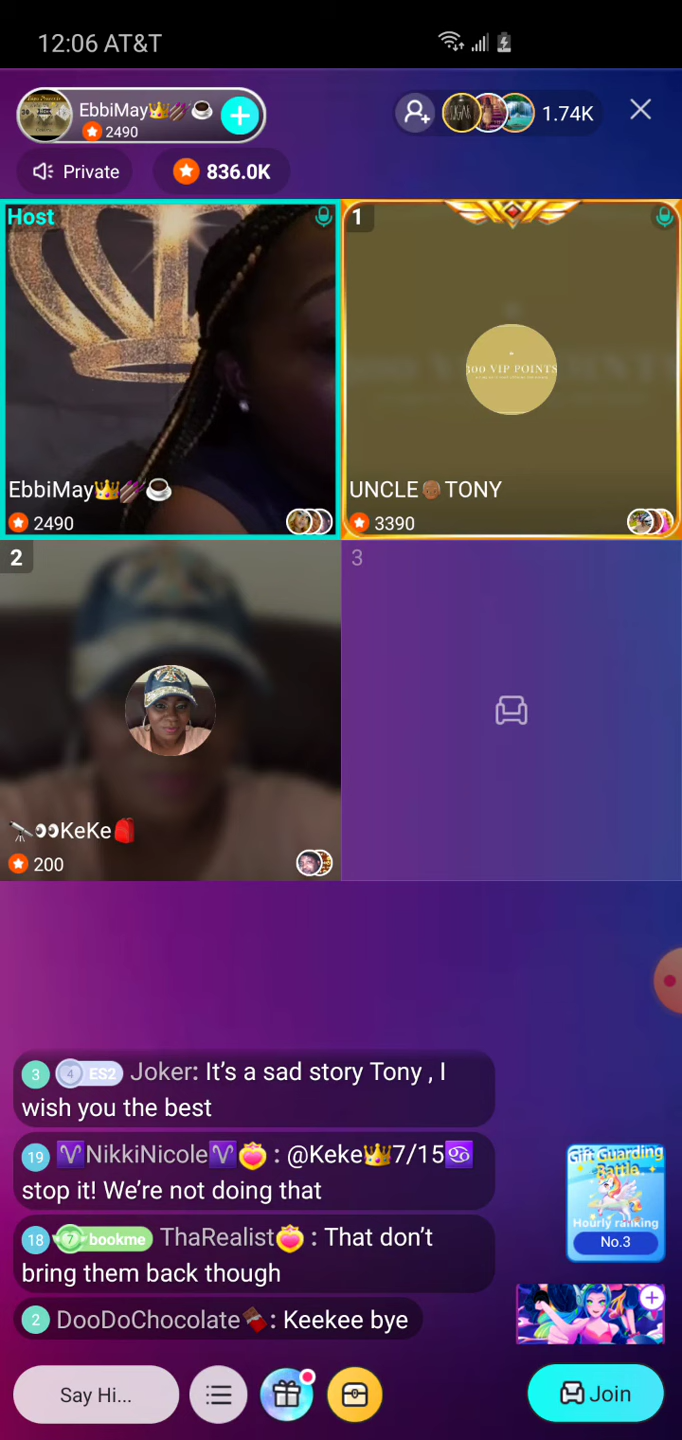 12:06 AT&T
EbbiMay👑💅🏾☕
2490
1.74K
Private
836.0K
Host
1
300 VIP POINTS
EbbiMay👑💅🏾☕
2490
UNCLE👴🏾TONY
3390
2
3
🔭👀KeKe🎒
200
3 4 ES2 Joker: It’s a sad story Tony , I
wish you the best
19 ♈NikkiNicole♈😍 : @Keke👑7/15♋
stop it! We’re not doing that
18 7 bookme ThaRealist😍 : That don’t
bring them back though
2 DooDoChocolate🍫: Keekee bye
Gift Guarding
Battle
Hourly ranking
No.3
Say Hi...
Join